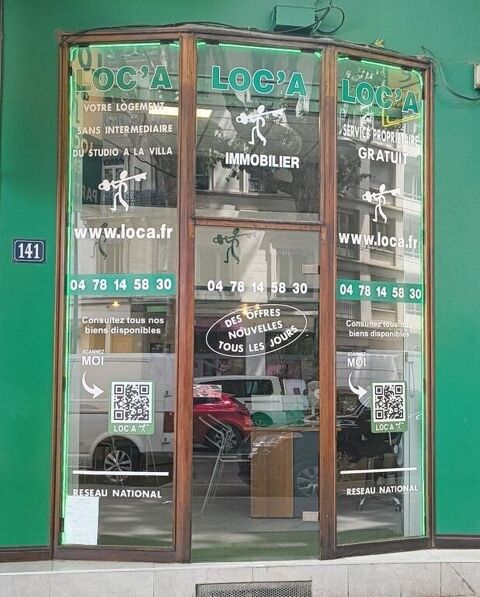 LOC'A
VOTRE LOGEMENT
SANS INTERMEDIAIRE
DU STUDIO A LA VILLA
www.loca.fr
04 78 14 58 30
Consultez tous nos
biens disponibles
SCANNEZ
MOI
LOC'A
RESEAU NATIONAL
LOC'A
IMMOBILIER
04 78 14 58 30
DES OFFRES
NOUVELLES
TOUS LES JOURS
LOC'A
SERVICE PROPRIETAIRE
GRATUIT
www.loca.fr
04 78 14 58 30
Consultez tous nos
biens disponibles
SCANNEZ
MOI
LOC'A
RESEAU NATIONAL
141